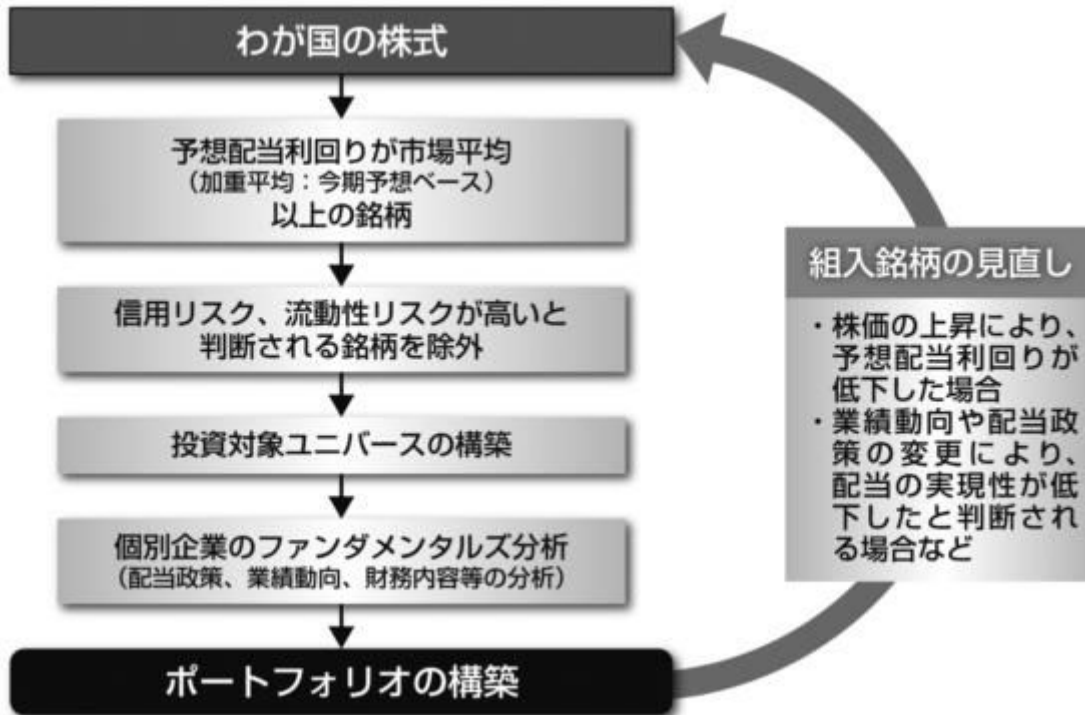 わが国の株式
予想配当利回りが市場平均
（加重平均：今期予想ベース）
以上の銘柄
信用リスク、流動性リスクが高いと
判断される銘柄を除外
投資対象ユニバースの構築
個別企業のファンダメンタルズ分析
（配当政策、業績動向、財務内容等の分析）
ポートフォリオの構築
組入銘柄の見直し
・株価の上昇により、
予想配当利回りが
低下した場合
・業績動向や配当政
策の変更により、
配当の実現性が低
下したと判断され
る場合など